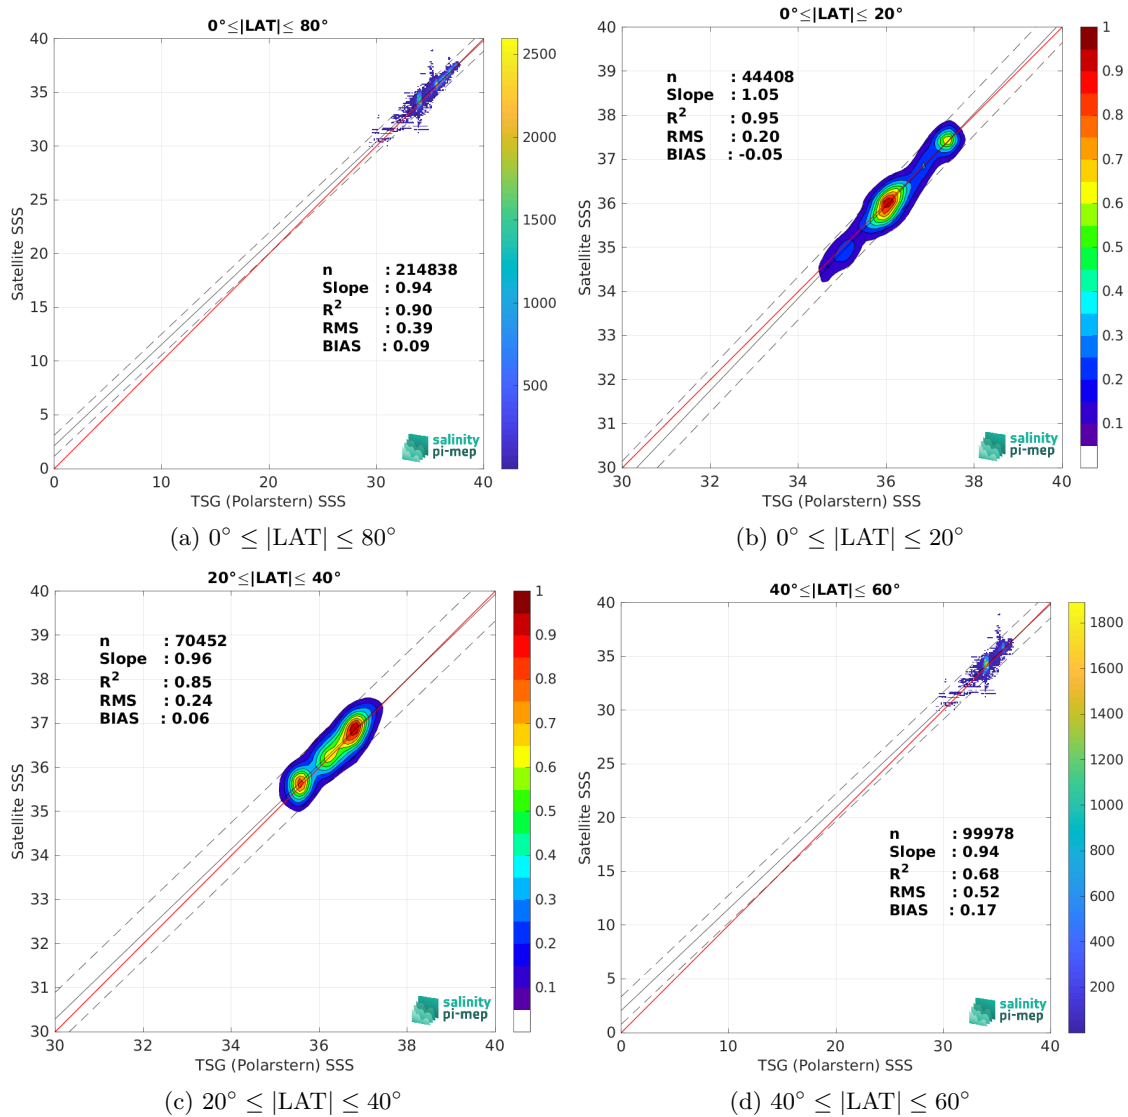 0°≤|LAT|≤ 80°
40
35
30
25
20
15
10
5
0
Satellite SSS
n : 214838
Slope : 0.94
R² : 0.90
RMS : 0.39
BIAS : 0.09
salinity
pi-mep
0 10 20 30 40
TSG (Polarstern) SSS
2500
2000
1500
1000
500
(a) 0° ≤ |LAT| ≤ 80°
0°≤|LAT|≤ 20°
40
39
38
37
36
35
34
33
32
31
30
Satellite SSS
n : 44408
Slope : 1.05
R² : 0.95
RMS : 0.20
BIAS : -0.05
salinity
pi-mep
30 32 34 36 38 40
TSG (Polarstern) SSS
1
0.9
0.8
0.7
0.6
0.5
0.4
0.3
0.2
0.1
(b) 0° ≤ |LAT| ≤ 20°
20°≤|LAT|≤ 40°
40
39
38
37
36
35
34
33
32
31
30
Satellite SSS
n : 70452
Slope : 0.96
R² : 0.85
RMS : 0.24
BIAS : 0.06
salinity
pi-mep
30 32 34 36 38 40
TSG (Polarstern) SSS
1
0.9
0.8
0.7
0.6
0.5
0.4
0.3
0.2
0.1
(c) 20° ≤ |LAT| ≤ 40°
40°≤|LAT|≤ 60°
40
35
30
25
20
15
10
5
0
Satellite SSS
n : 99978
Slope : 0.94
R² : 0.68
RMS : 0.52
BIAS : 0.17
salinity
pi-mep
0 10 20 30 40
TSG (Polarstern) SSS
1800
1600
1400
1200
1000
800
600
400
200
(d) 40° ≤ |LAT| ≤ 60°